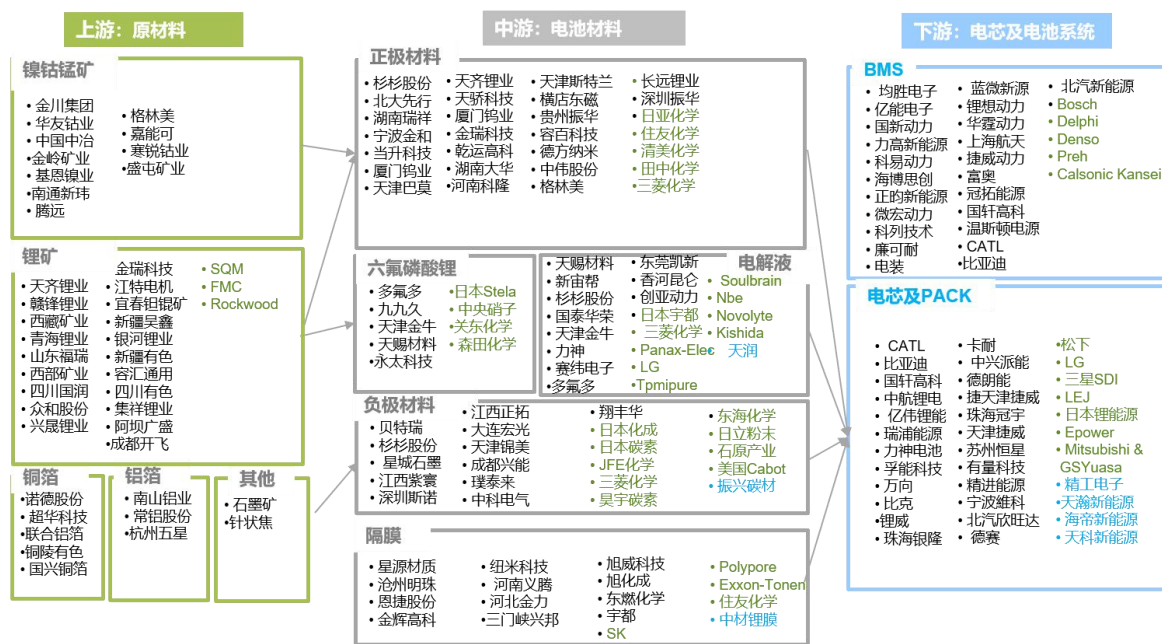 上游：原材料
镍钴锰矿
• 金川集团
• 华友钴业
• 中国中冶
• 金岭矿业
• 基恩镍业
•南通新玮
• 腾远
• 格林美
• 嘉能可
• 寒锐钴业
• 盛屯矿业
锂矿
• 天齐锂业
• 赣锋锂业
• 西藏矿业
• 青海锂业
• 山东福瑞
• 西部矿业
• 四川国润
• 众和股份
• 兴晟锂业
金瑞科技
• 江特电机
• 宜春钽锟矿
• 新疆吴鑫
• 银河锂业
• 新疆有色
• 容汇通用
• 四川有色
• 集祥锂业
• 阿坝广盛
•成都开飞
• SQM
• FMC
• Rockwood
铜箔
•诺德股份
• 超华科技
•联合铝箔
•铜陵有色
• 国兴铜箔
铝箔
• 南山铝业
• 常铝股份
•杭州五星
其他
• 石墨矿
• 针状焦
中游：电池材料
正极材料
• 杉杉股份
• 北大先行
• 湖南瑞祥
• 宁波金和
• 当升科技
• 厦门钨业
• 天津巴莫
• 天齐锂业
• 天骄科技
• 厦门钨业
• 金瑞科技
• 乾运高科
• 湖南大华
• 河南科隆
• 天津斯特兰
• 横店东磁
• 贵州振华
• 容百科技
• 德方纳米
• 中伟股份
• 格林美
• 长远锂业
• 深圳振华
• 日亚化学
• 住友化学
• 清美化学
• 田中化学
• 三菱化学
六氟磷酸锂
• 多氟多
• 九九久
• 天津金牛
• 天赐材料
•永太科技
• 日本Stela
• 中央硝子
• 关东化学
• 森田化学
电解液
• 天赐材料
• 新宙帮
• 杉杉股份
• 国泰华荣
• 天津金牛
• 力神
• 赛纬电子
• 多氟多
• 东莞凯新
• 香河昆仑
• 创亚动力
• 日本宇都
• 三菱化学
• Panax-Elec
• LG
•Tpmipure
• Soulbrain
• Nbe
• Novolyte
• Kishida
• 天润
负极材料
• 贝特瑞
• 杉杉股份
• 星城石墨
• 江西紫寰
• 深圳斯诺
• 江西正拓
• 大连宏光
• 天津锦美
• 成都兴能
• 璞泰来
• 中科电气
• 翔丰华
• 日本化成
• 日本碳素
• JFE化学
• 三菱化学
• 昊宇碳素
• 东海化学
• 日立粉末
• 石原产业
• 美国Cabot
• 振兴碳材
隔膜
• 星源材质
• 沧州明珠
• 恩捷股份
• 金辉高科
• 纽米科技
• 河南义腾
• 河北金力
• 三门峡兴邦
• 旭威科技
• 旭化成
• 东燃化学
• 宇都
• SK
• Polypore
• Exxon-Tonen
• 住友化学
• 中材锂膜
下游：电芯及电池系统
BMS
• 均胜电子
• 亿能电子
• 国新动力
• 力高新能源
• 科易动力
• 海博思创
• 正昀新能源
• 微宏动力
• 科列技术
• 廉可耐
• 电装
• 蓝微新源
• 锂想动力
• 华霆动力
• 上海航天
• 捷威动力
• 富奥
• 冠拓能源
• 国轩高科
• 温斯顿电源
• CATL
•比亚迪
• 北汽新能源
• Bosch
• Delphi
• Denso
• Preh
• Calsonic Kansei
电芯及PACK
• CATL
• 比亚迪
• 国轩高科
• 中航锂电
• 亿伟锂能
• 瑞浦能源
• 力神电池
• 孚能科技
• 万向
• 比克
•锂威
• 珠海银隆
• 卡耐
• 中兴派能
• 德朗能
• 捷天津捷威
• 珠海冠宇
• 天津捷威
• 苏州恒星
• 有量科技
• 精进能源
• 宁波維科
• 北汽欣旺达
• 德赛
•松下
• LG
• 三星SDI
• LEJ
• 日本锂能源
• Epower
• Mitsubishi &
GSYuasa
• 精工电子
•天瀚新能源
• 海帝新能源
• 天科新能源